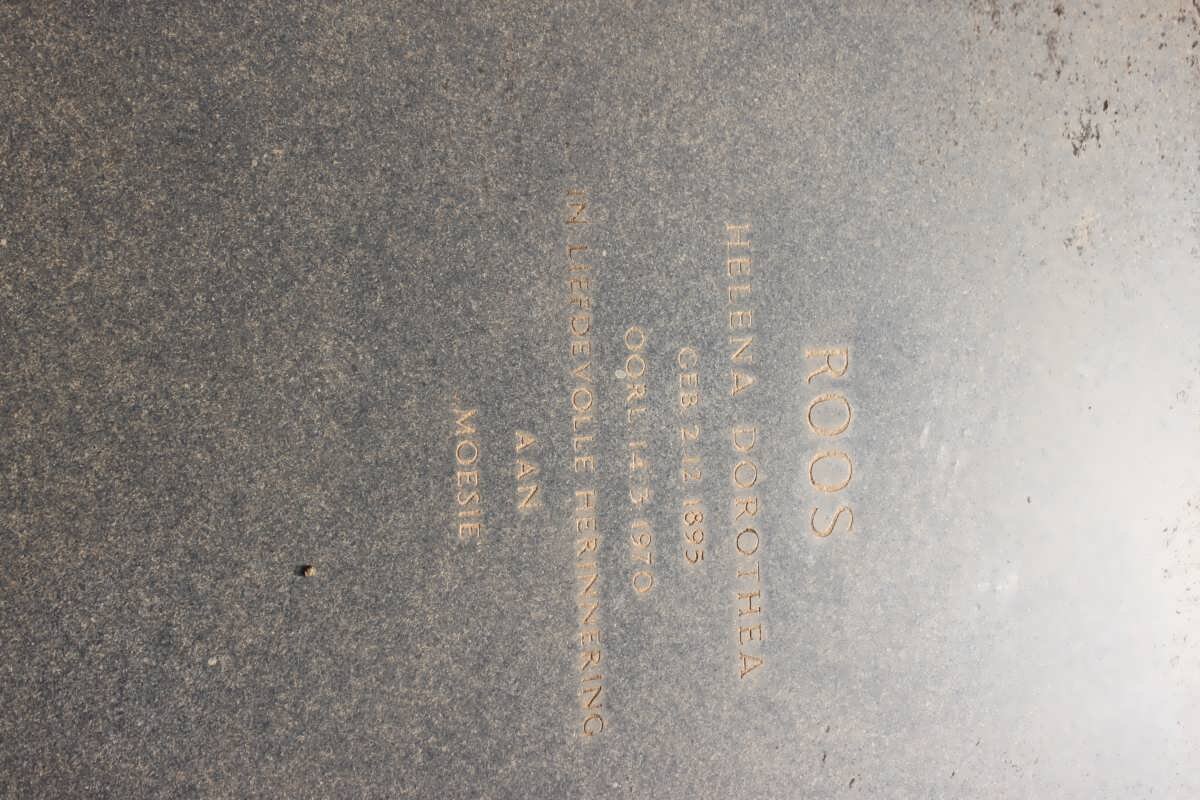 ROOS
HELENA DOROTHEA
GEB. 2.12.1895
OORL. 14.3.1970
IN LIEFDEVOLLE HERINNERING
AAN
„MOESIE”